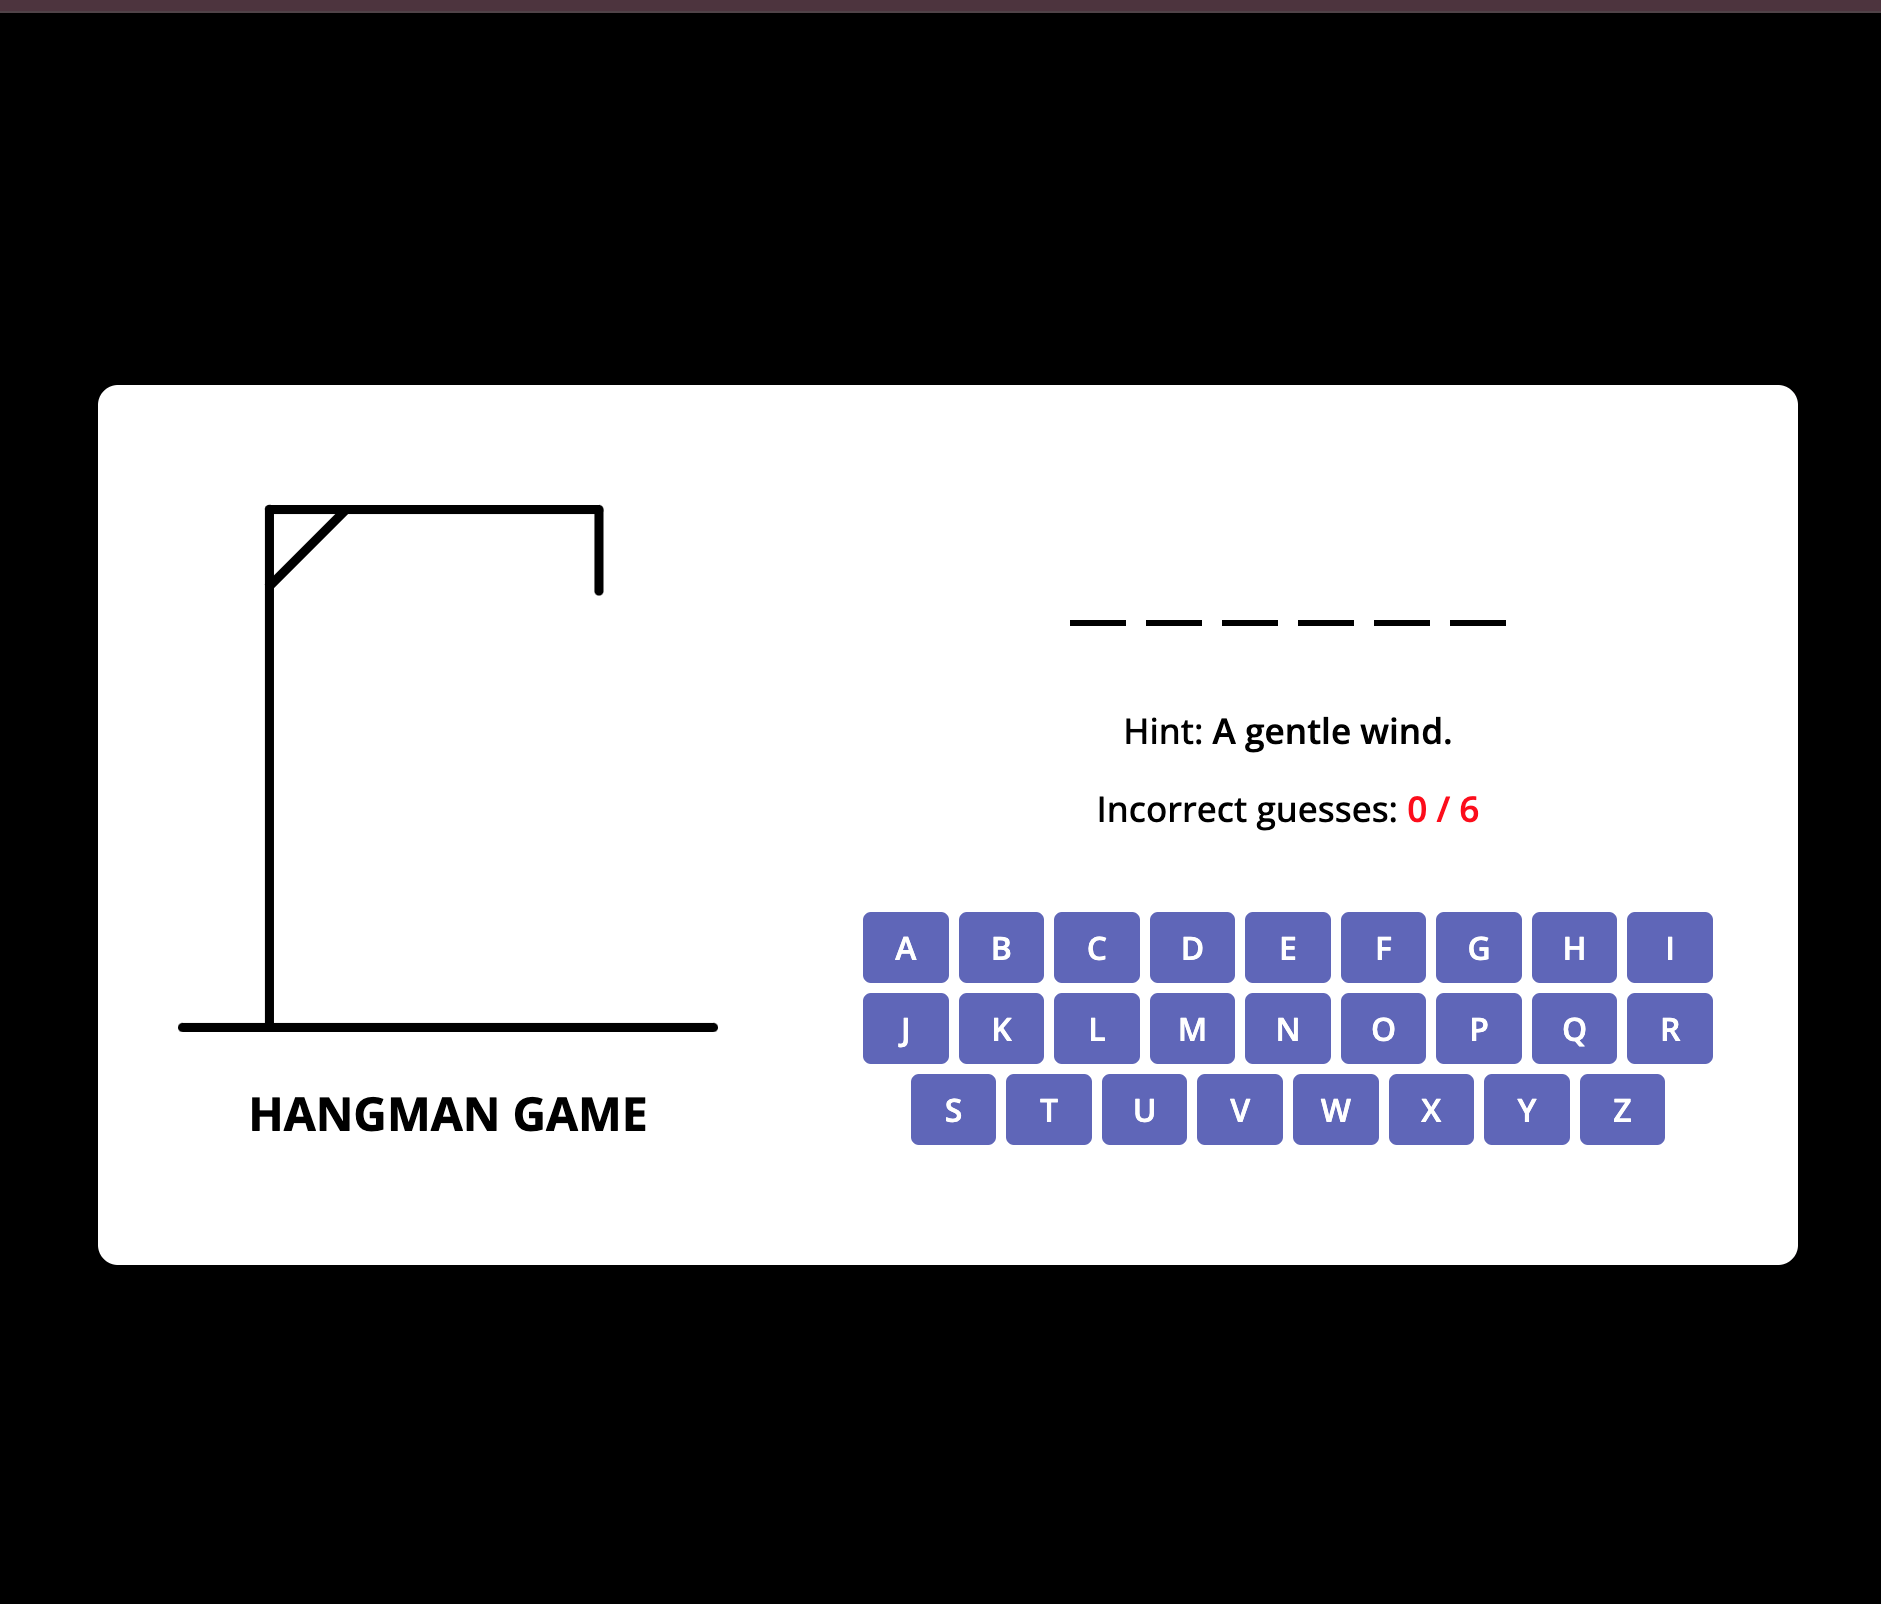 Hint: A gentle wind.
Incorrect guesses: 0 / 6
A B C D E F G H I
J K L M N O P Q R
S T U V W X Y Z
HANGMAN GAME